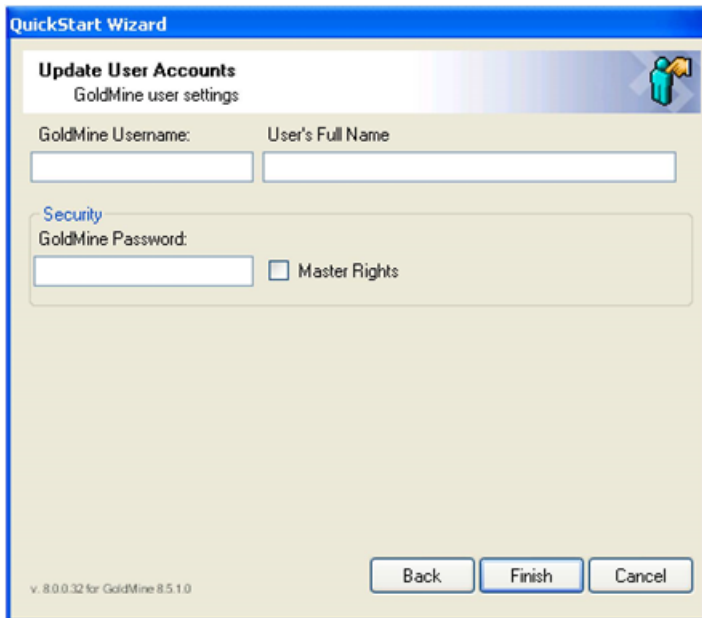 QuickStart Wizard
Update User Accounts
GoldMine user settings
GoldMine Username: User's Full Name
Security
GoldMine Password:
Master Rights
Back Finish Cancel
v. 8.0.0.32 for GoldMine 8.5.1.0